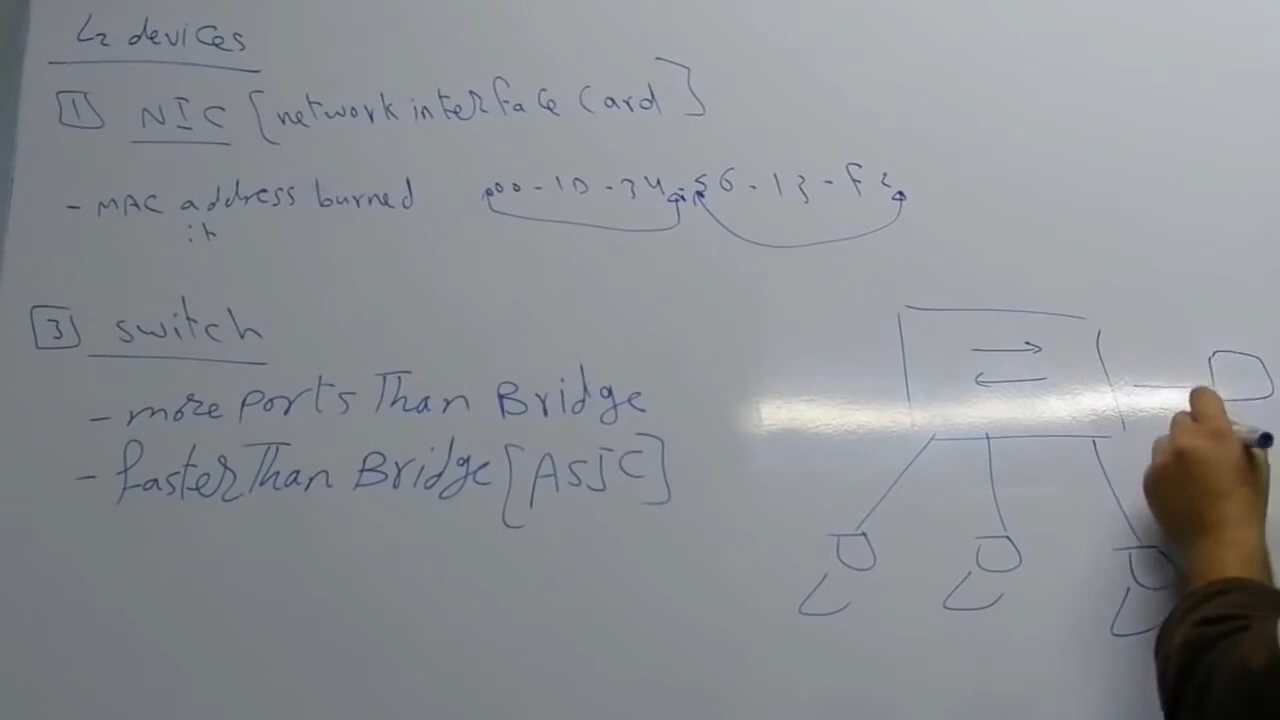 L2 devices
1 NIC [network interface Card]
- MAC address burned 000-1D-34-56-13-F2
it
3 switch
- more ports Than Bridge
- faster Than Bridge [ASIC]